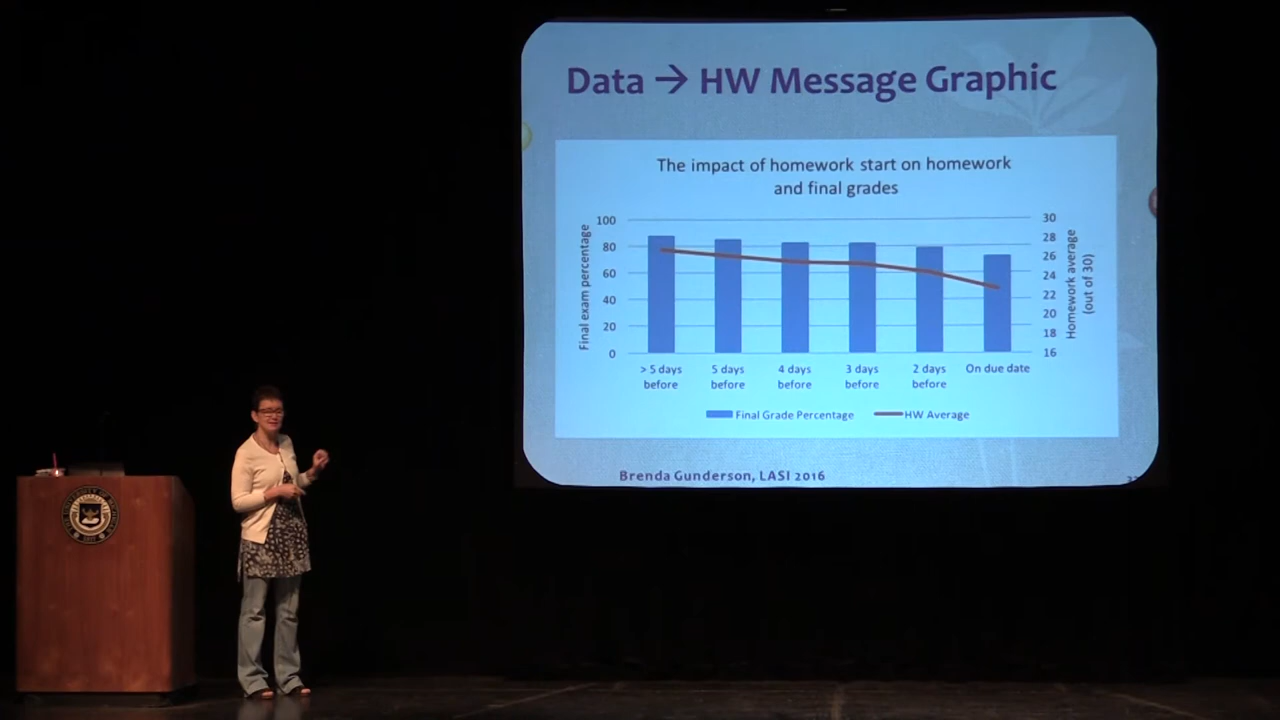 Data → HW Message Graphic
The impact of homework start on homework
and final grades
Final exam percentage
100
80
60
40
20
0
30
28
26
24
22
20
18
16
Homework average
(out of 30)
> 5 days
before
5 days
before
4 days
before
3 days
before
2 days
before
On due date
Final Grade Percentage
HW Average
Brenda Gunderson, LASI 2016